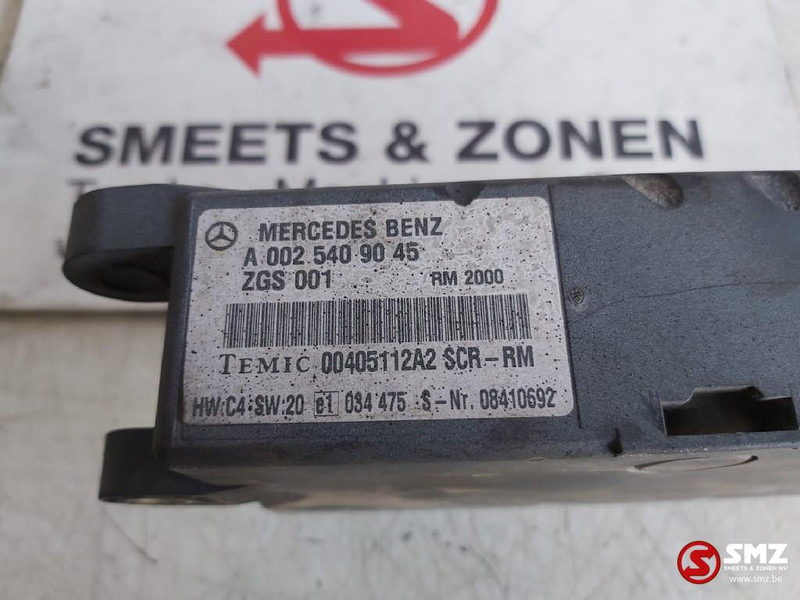 SMEETS & ZONEN
MERCEDES BENZ
A 002 540 90 45
ZGS 001 RM 2000
TEMIC 00405112A2 SCR-RM
HW:C4 SW:20 e1 034 475 S-Nr. 08410692
SMZ
SMEETS & ZONEN NV
www.smz.be